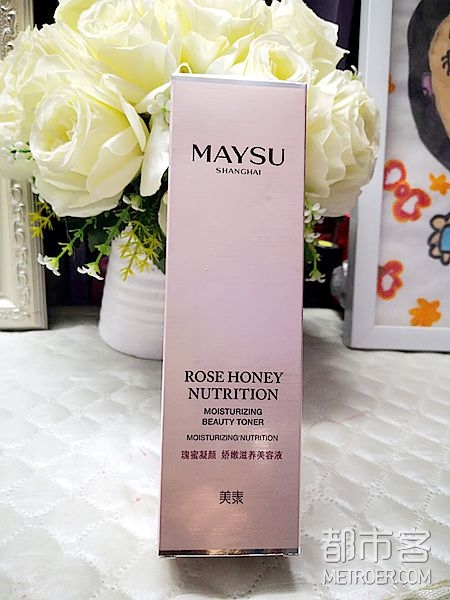 MAYSU
SHANGHAI
ROSE HONEY
NUTRITION
MOISTURIZING
BEAUTY TONER
MOISTURIZING NUTRITION
瑰蜜凝颜 娇嫩滋养美容液
美素
都市客
METROER.COM